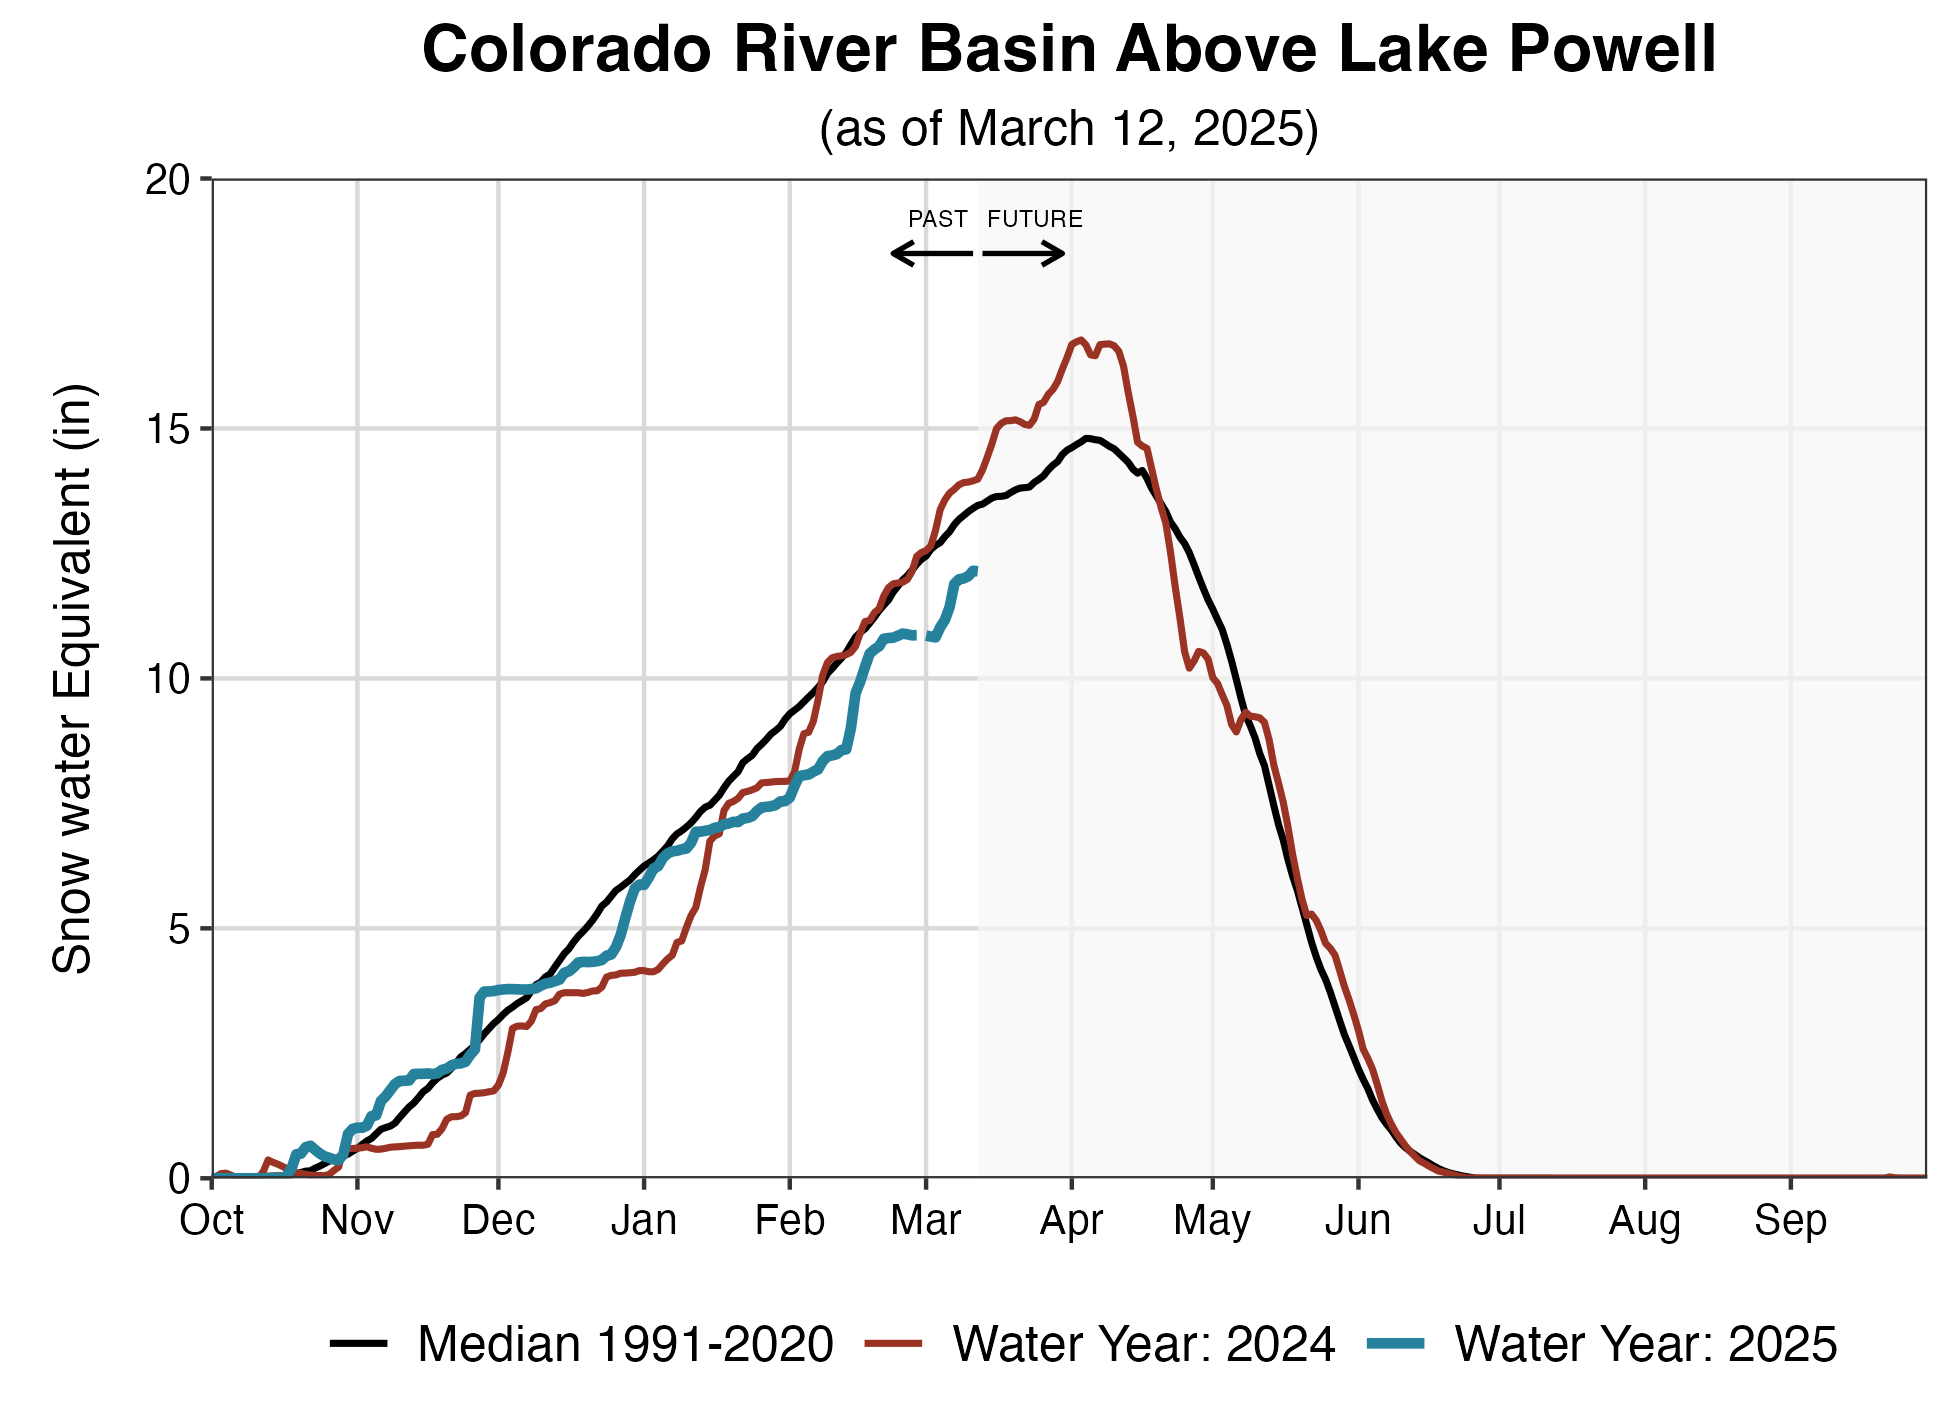 Colorado River Basin Above Lake Powell
(as of March 12, 2025)
PAST FUTURE
Snow water Equivalent (in)
20
15
10
5
0
Oct Nov Dec Jan Feb Mar Apr May Jun Jul Aug Sep
Median 1991-2020 Water Year: 2024 Water Year: 2025